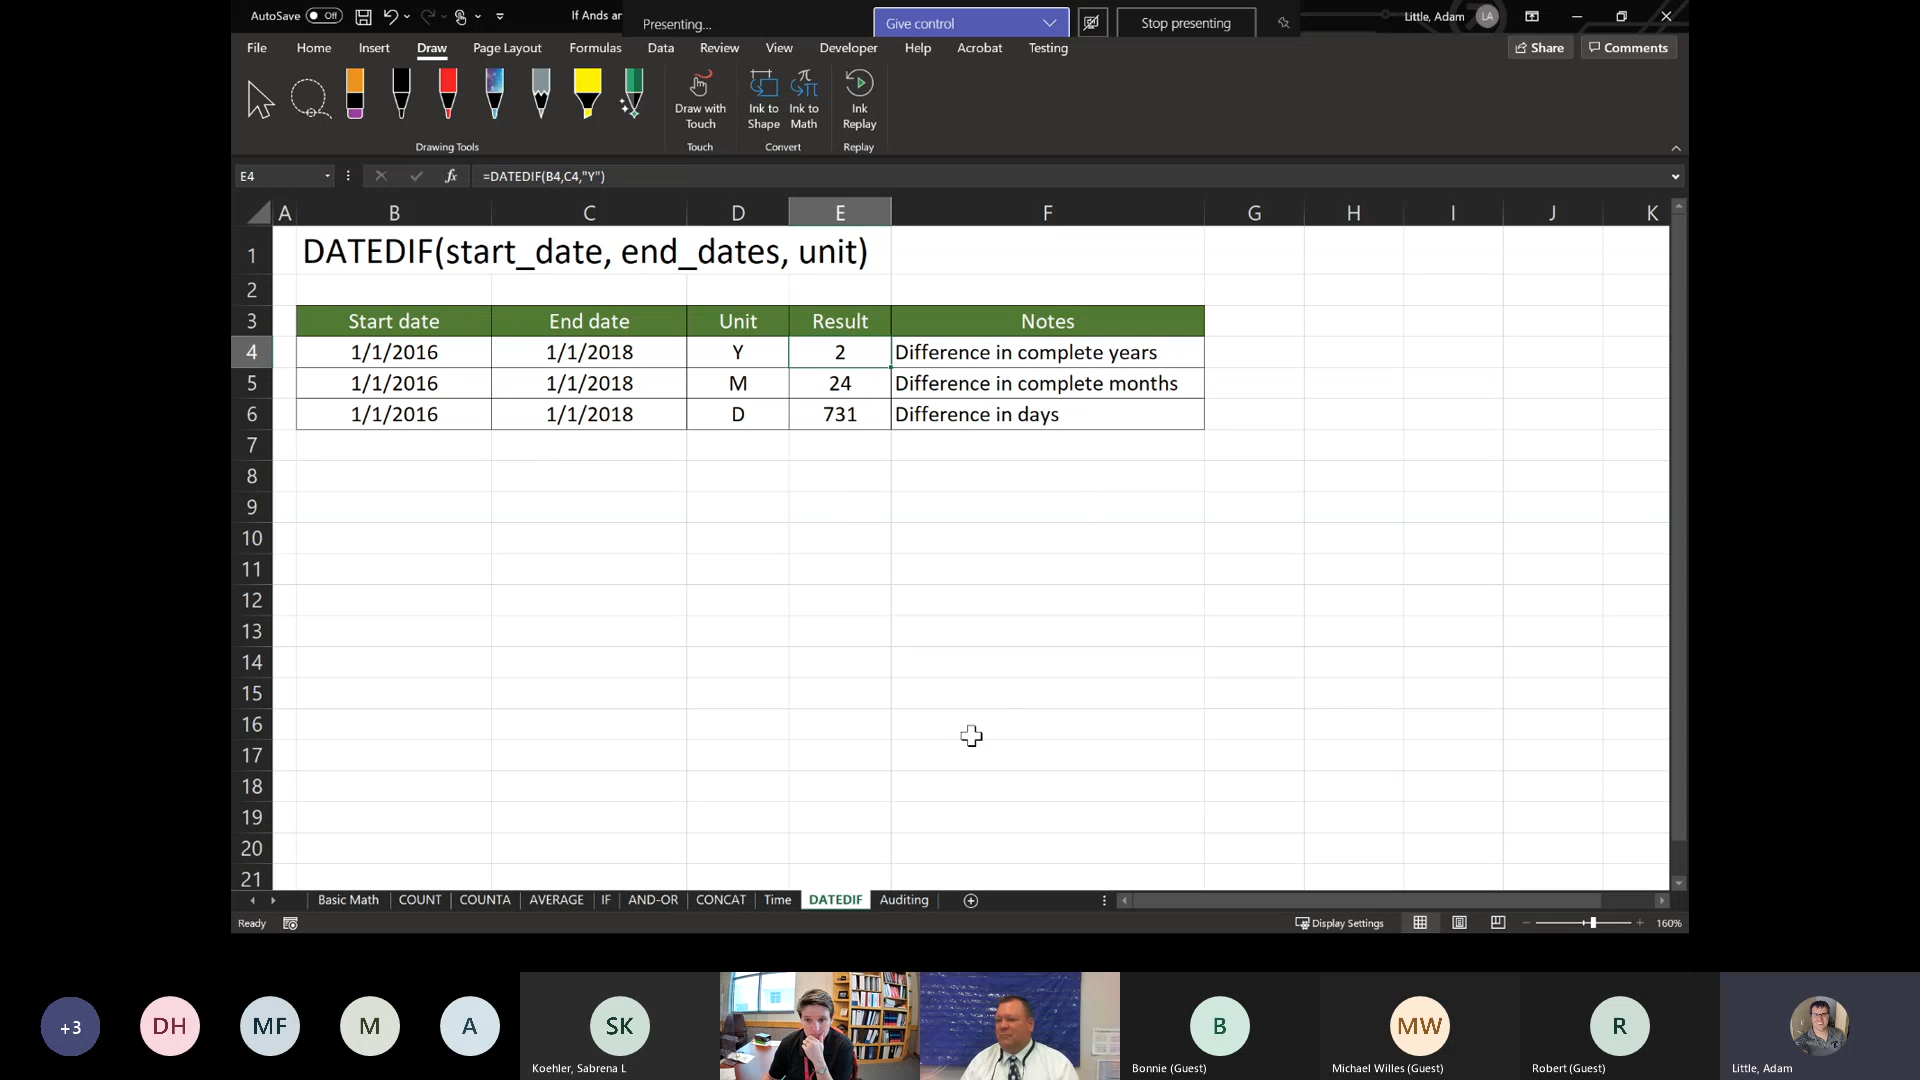 AutoSave Off If Ands ar Presenting... Give control Stop presenting Little, Adam LA
File Home Insert Draw Page Layout Formulas Data Review View Developer Help Acrobat Testing Share Comments
Draw with Touch
Ink to Shape
Ink to Math
Ink Replay
Drawing Tools Touch Convert Replay
E4 fx =DATEDIF(B4,C4,"Y")
A B C D E F G H I J K
1 DATEDIF(start_date, end_dates, unit)
2
3 Start date End date Unit Result Notes
4 1/1/2016 1/1/2018 Y 2 Difference in complete years
5 1/1/2016 1/1/2018 M 24 Difference in complete months
6 1/1/2016 1/1/2018 D 731 Difference in days
7
8
9
10
11
12
13
14
15
16
17
18
19
20
21
Basic Math COUNT COUNTA AVERAGE IF AND-OR CONCAT Time DATEDIF Auditing
Ready Display Settings 160%
+3 DH MF M A SK B MW R
Koehler, Sabrena L Bonnie (Guest) Michael Willes (Guest) Robert (Guest) Little, Adam